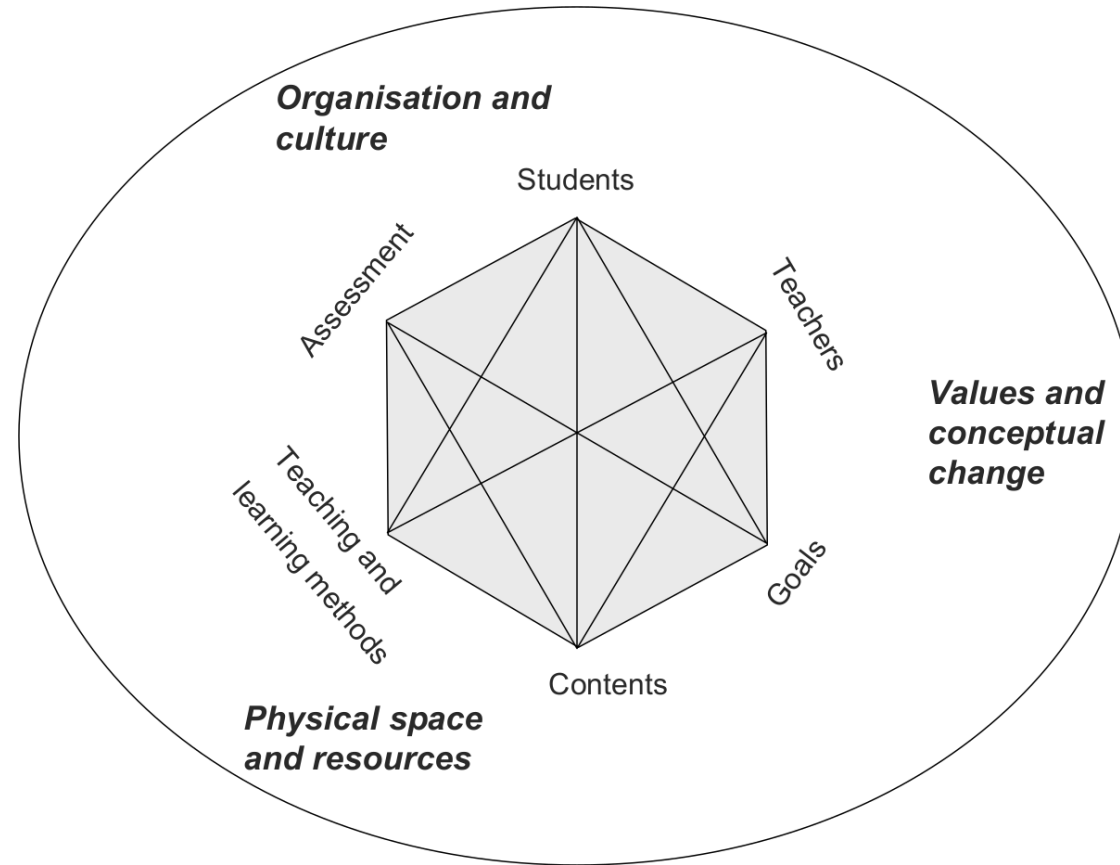 Organisation and
culture
Students
Assessment
Teachers
Values and
conceptual
change
Teaching and
learning methods
Goals
Contents
Physical space
and resources